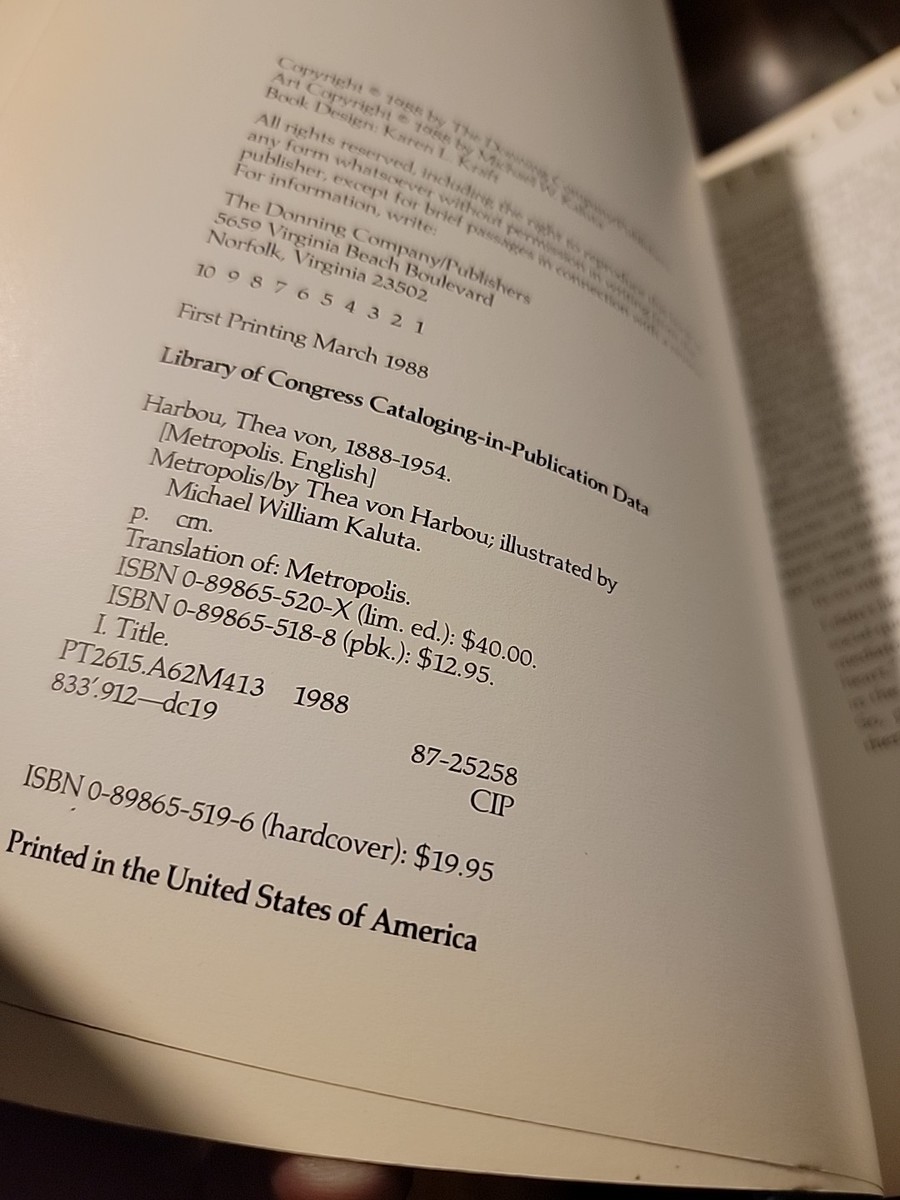 Copyright © 1988 by The Donning Company/Publishers
Art Copyright © 1988 by Michael W. Kaluta
Book Design: Karen L. Kraft
All rights reserved, including the right to reproduce this
any form whatsoever without permission in writing from the
publisher, except for brief passages in connection with a
For information, write:
The Donning Company/Publishers
5659 Virginia Beach Boulevard
Norfolk, Virginia 23502
10 9 8 7 6 5 4 3 2 1
First Printing March 1988
Library of Congress Cataloging-in-Publication Data
Harbou, Thea von, 1888-1954.
[Metropolis. English]
Metropolis/by Thea von Harbou; illustrated by
Michael William Kaluta.
p. cm.
Translation of: Metropolis.
ISBN 0-89865-520-X (lim. ed.): $40.00.
ISBN 0-89865-518-8 (pbk.): $12.95.
I. Title.
PT2615.A62M413 1988
833'.912—dc19
87-25258
CIP
ISBN 0-89865-519-6 (hardcover): $19.95
Printed in the United States of America